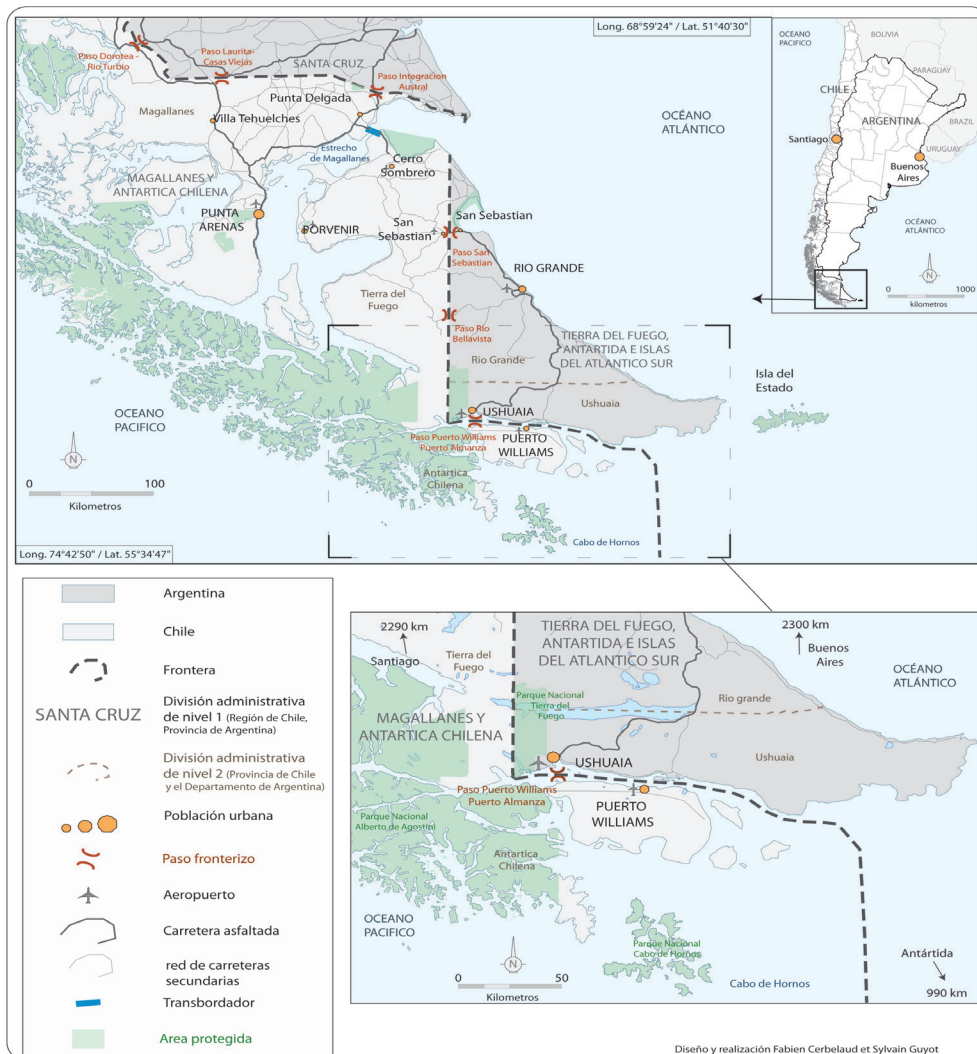 Long. 68°59'24" / Lat. 51°40'30"
Paso Dorotea -
Rio Turbio
Paso Laurita-
Casas Viejas
SANTA CRUZ
Paso Integracion
Austral
Magallanes
Punta Delgada
Villa Tehuelches
OCÉANO
ATLÁNTICO
Estrecho
de Magallanes
Cerro
Sombrero
MAGALLANES Y
ANTARTICA CHILENA
PUNTA
ARENAS
PORVENIR
San
Sebastian
San Sebastian
Paso San
Sebastian
RIO GRANDE
Tierra del
Fuego
Paso Río
Bellavista
TIERRA DEL FUEGO,
ANTARTIDA E ISLAS
DEL ATLANTICO SUR
Rio Grande
Isla del
Estado
Ushuaia
OCEANO
PACIFICO
USHUAIA
Paso Puerto Williams
Puerto Almanza
PUERTO
WILLIAMS
Antartica
Chilena
N
0 100
Kilometros
Cabo de Hornos
Long. 74°42'50" / Lat. 55°34'47"
OCEANO
PACIFICO
BOLIVIA
PARAGUAY
CHILE
ARGENTINA
BRAZIL
Santiago
URUGUAY
Buenos
Aires
OCÉANO
ATLÁNTICO
N
0 1000
kilometros
Argentina
Chile
Frontera
SANTA CRUZ
División administrativa
de nivel 1 (Región de Chile,
Provincia de Argentina)
División administrativa
de nivel 2 (Provincia de Chile
y el Departamento de Argentina)
Población urbana
Paso fronterizo
Aeropuerto
Carretera asfaltada
red de carreteras
secundarias
Transbordador
Area protegida
2290 km
Santiago
Tierra del
Fuego
TIERRA DEL FUEGO,
ANTARTIDA E ISLAS
DEL ATLANTICO SUR
2300 km
Buenos
Aires
OCÉANO
ATLÁNTICO
Parque Nacional
Tierra del
Fuego
Rio grande
MAGALLANES Y
ANTARTICA CHILENA
Ushuaia
USHUAIA
Paso Puerto Williams
Puerto Almanza
PUERTO
WILLIAMS
Parque Nacional
Alberto de Agostini
Antartica
Chilena
OCEANO
PACIFICO
Parque Nacional
Cabo de Hornos
N
0 50
Kilometros
Cabo de Hornos
Antártida
990 km
Diseño y realización Fabien Cerbelaud et Sylvain Guyot